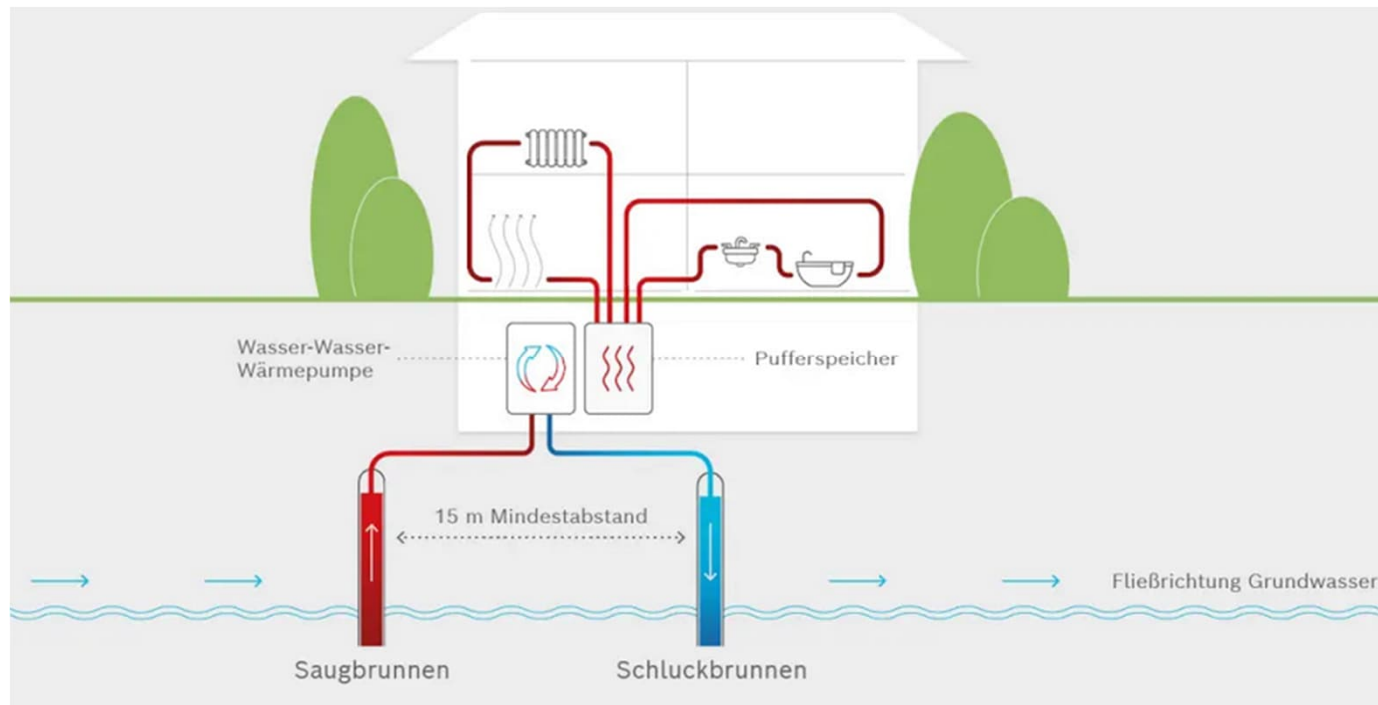 Wasser-Wasser-
Wärmepumpe
Pufferspeicher
15 m Mindestabstand
Fließrichtung Grundwasser
Saugbrunnen
Schluckbrunnen